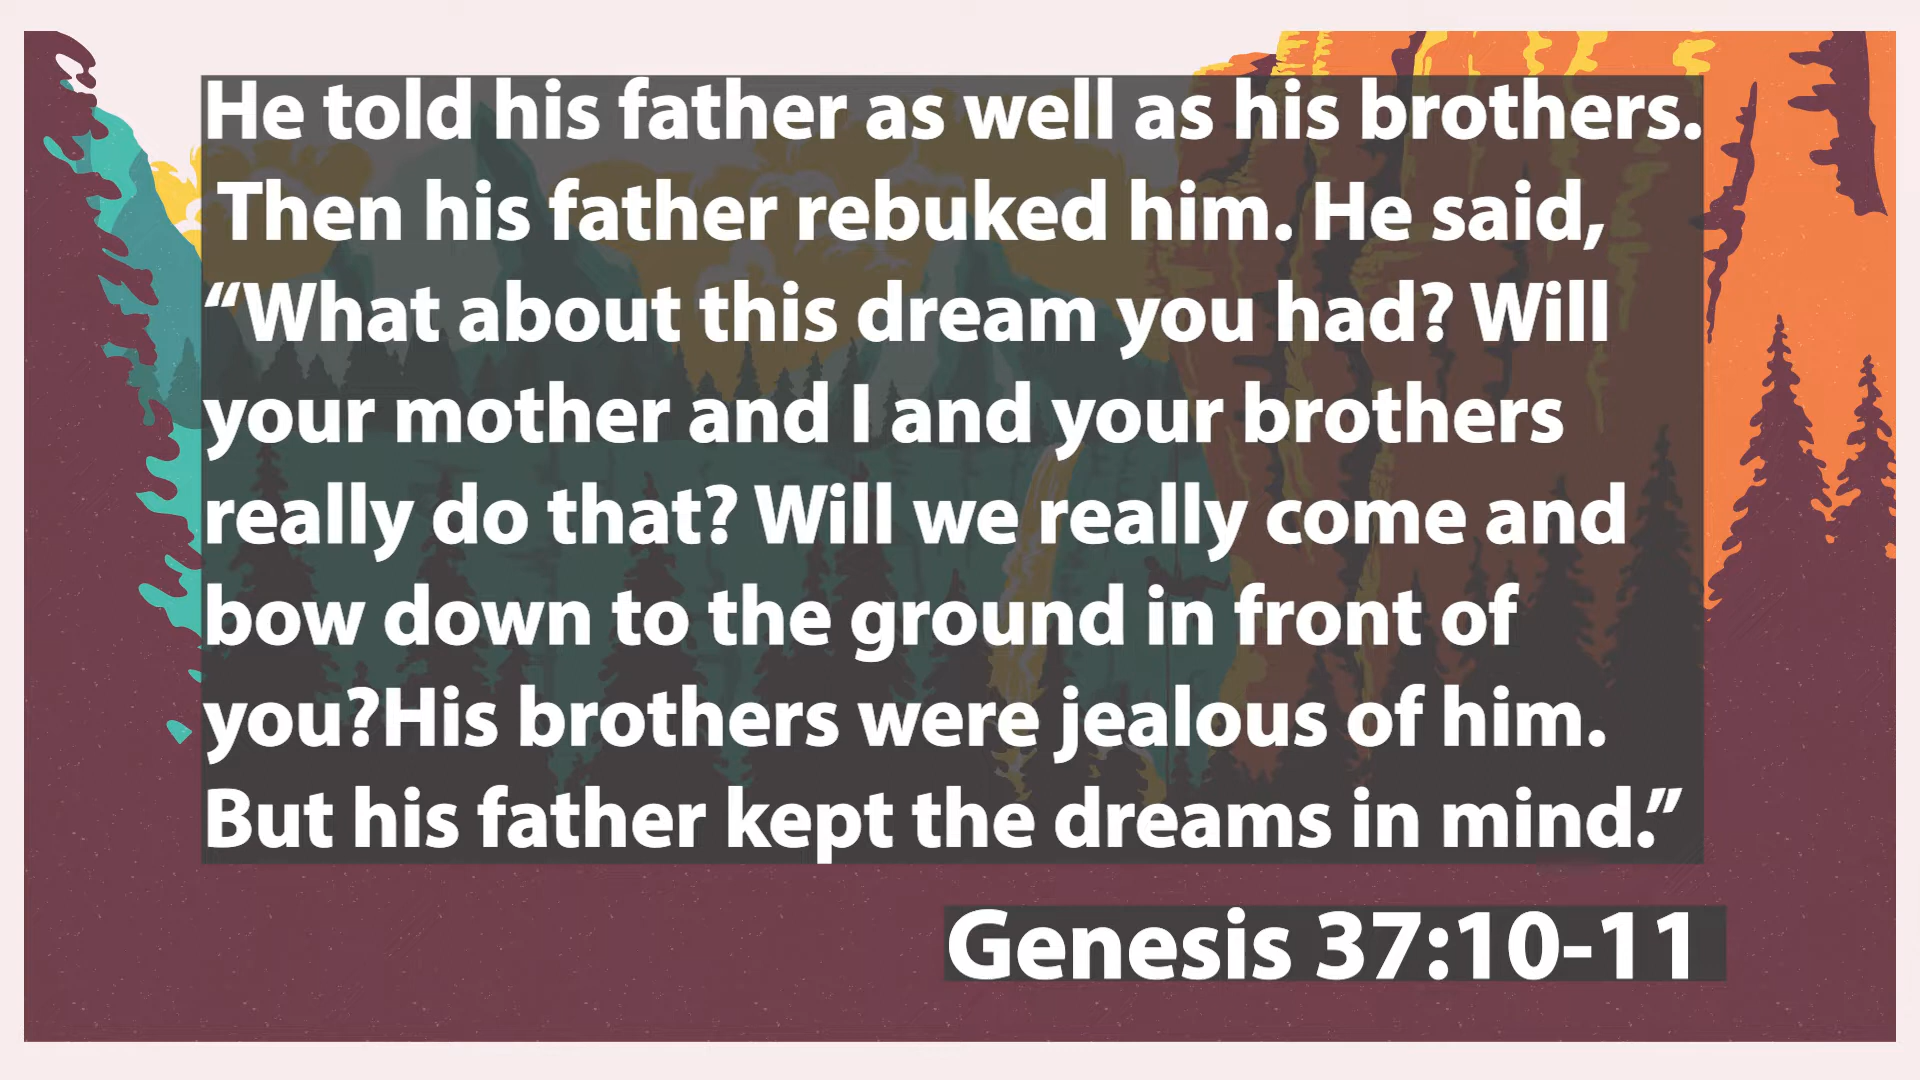 He told his father as well as his brothers.
Then his father rebuked him. He said,
“What about this dream you had? Will
your mother and I and your brothers
really do that? Will we really come and
bow down to the ground in front of
you?His brothers were jealous of him.
But his father kept the dreams in mind.”
Genesis 37:10-11